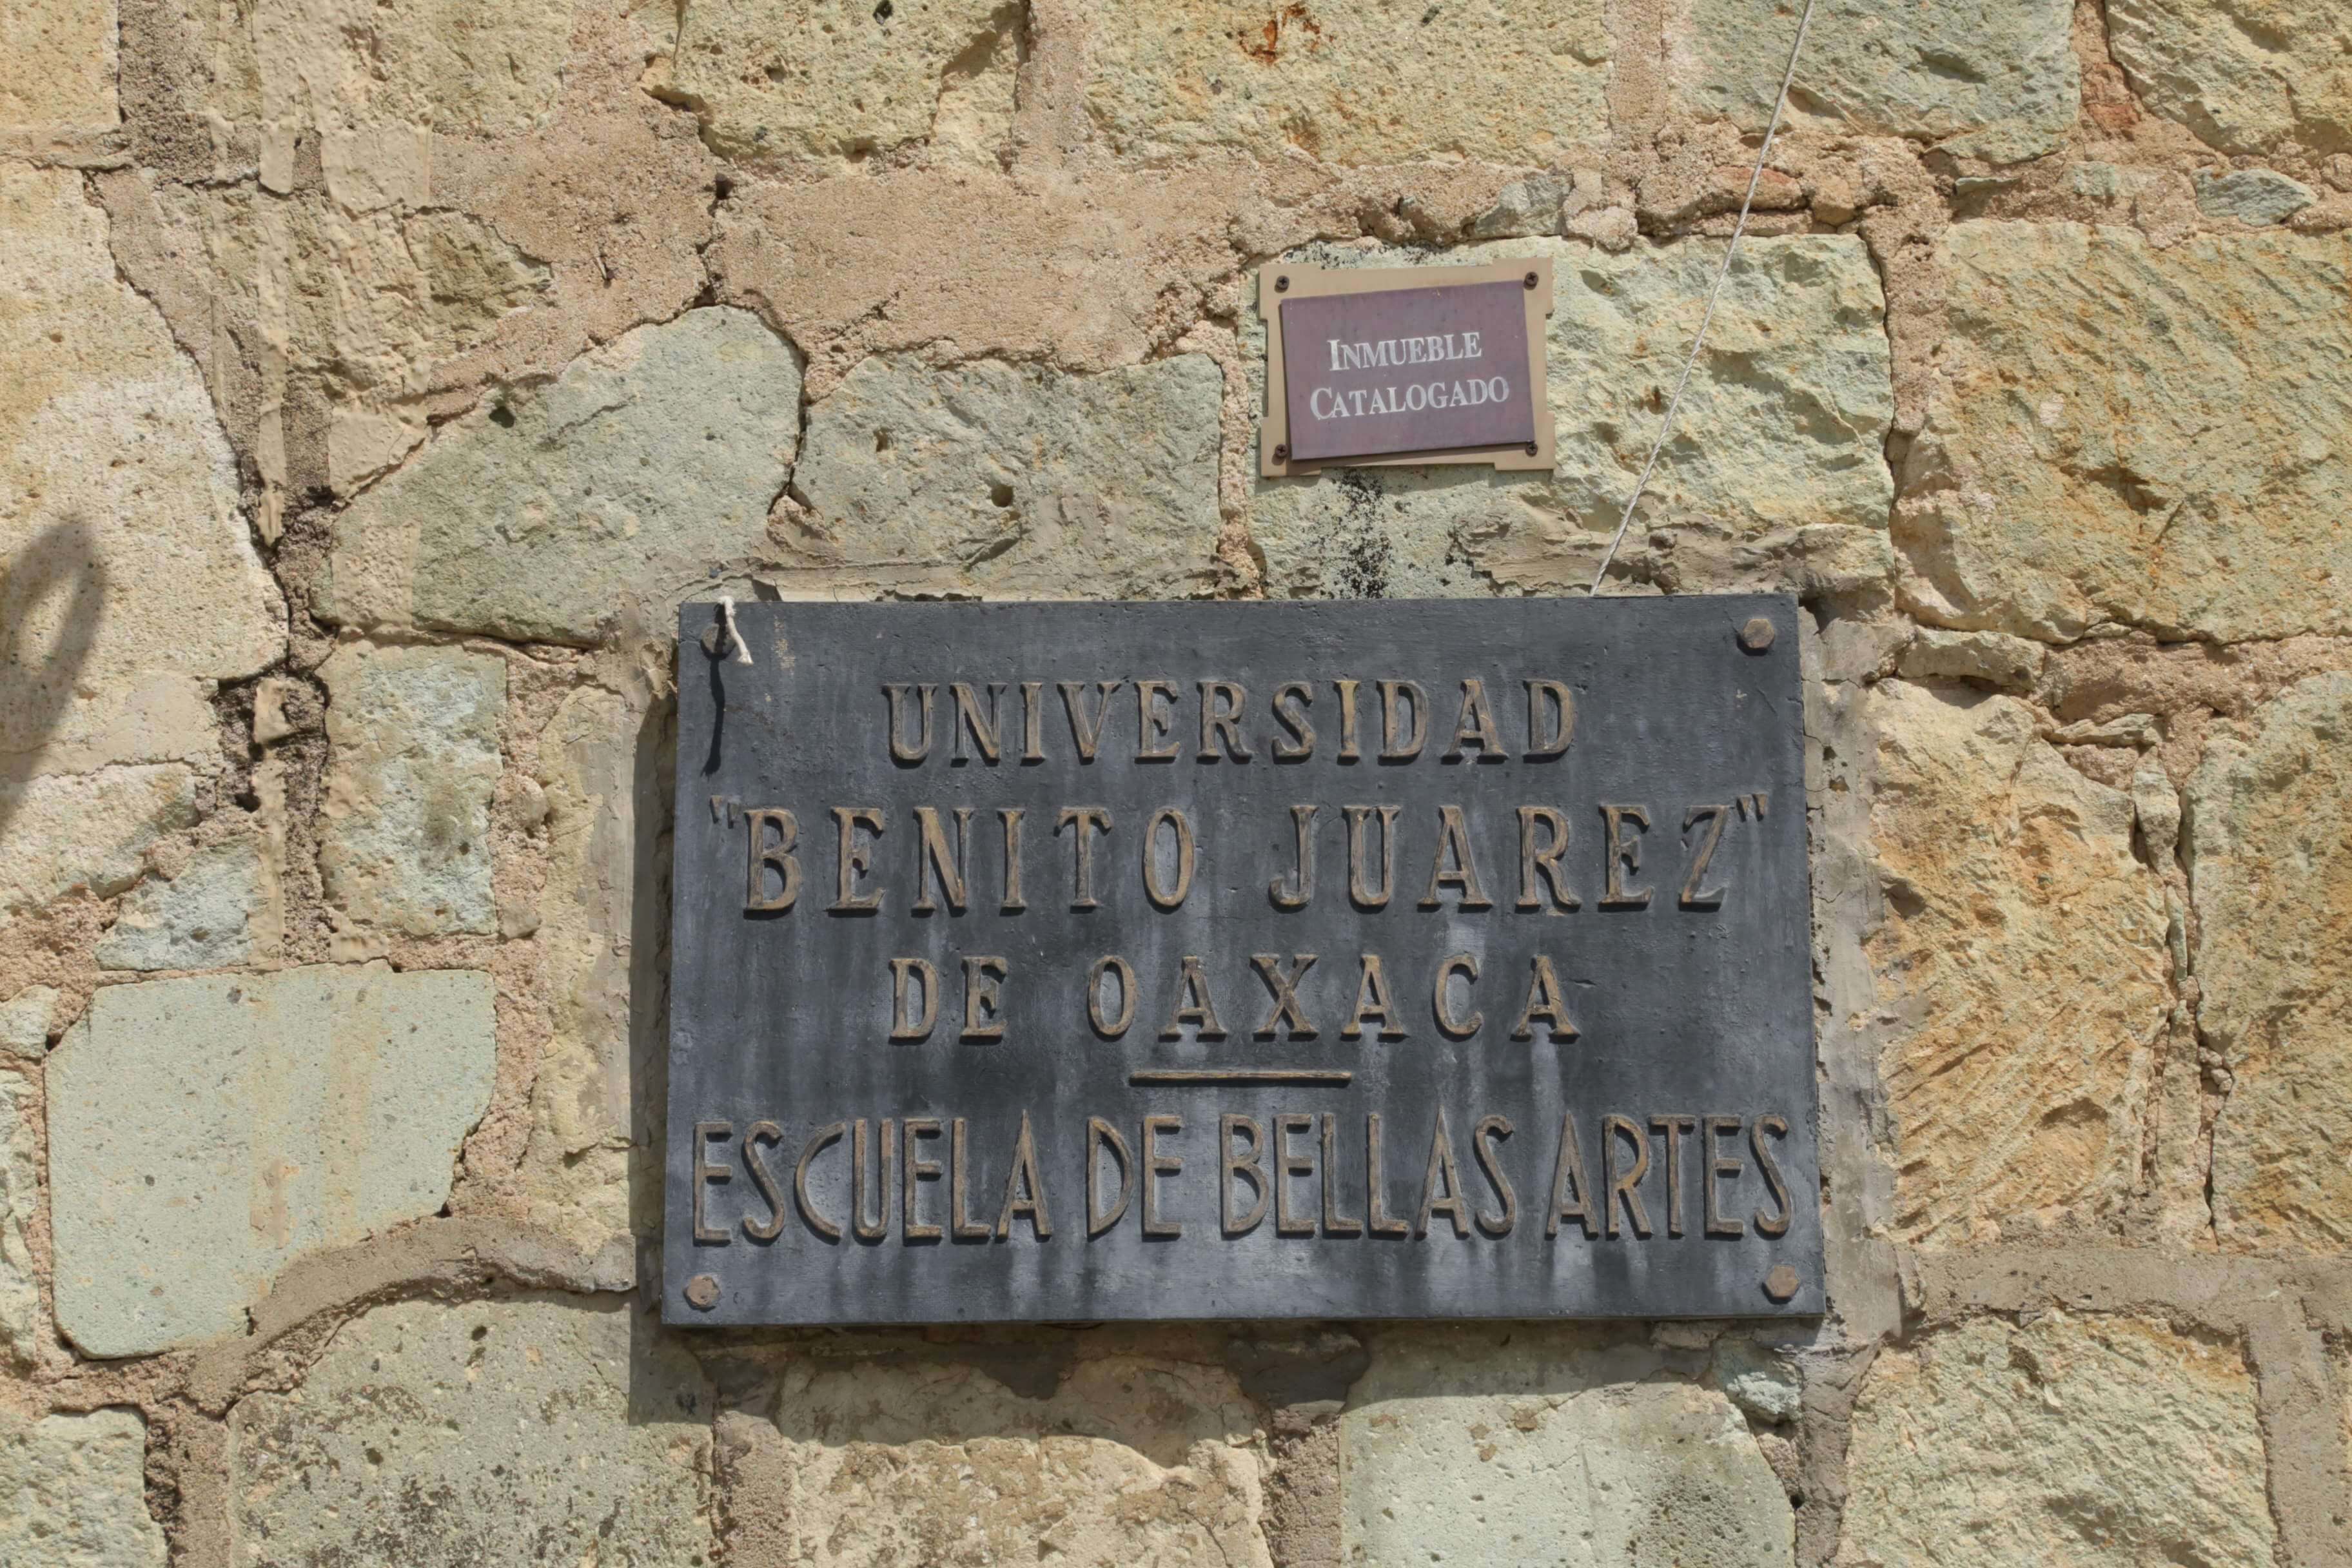 INMUEBLE
CATALOGADO
UNIVERSIDAD
"BENITO JUAREZ"
DE OAXACA
ESCUELA DE BELLAS ARTES